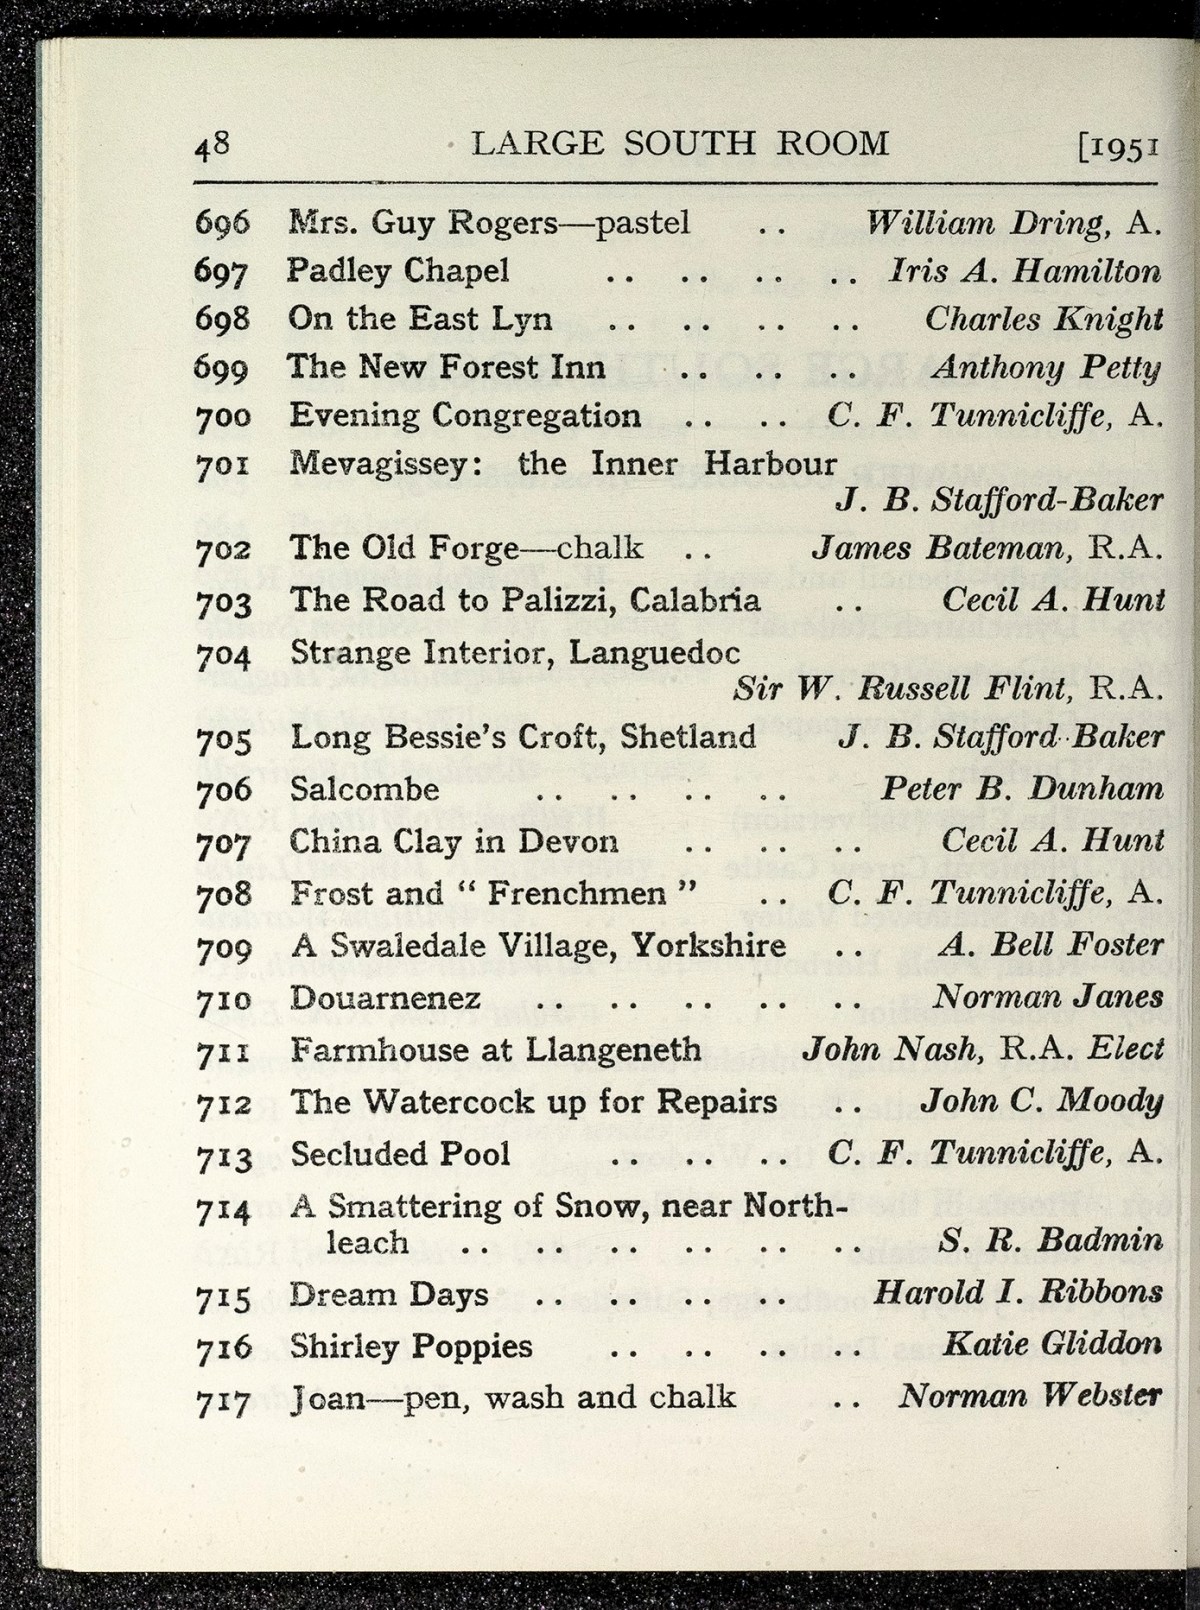 48 LARGE SOUTH ROOM [1951
696 Mrs. Guy Rogers—pastel .. William Dring, A.
697 Padley Chapel .. .. .. .. Iris A. Hamilton
698 On the East Lyn .. .. .. .. Charles Knight
699 The New Forest Inn .. .. .. Anthony Petty
700 Evening Congregation .. .. C. F. Tunnicliffe, A.
701 Mevagissey: the Inner Harbour
J. B. Stafford-Baker
702 The Old Forge—chalk .. James Bateman, R.A.
703 The Road to Palizzi, Calabria .. Cecil A. Hunt
704 Strange Interior, Languedoc
Sir W. Russell Flint, R.A.
705 Long Bessie's Croft, Shetland J. B. Stafford-Baker
706 Salcombe .. .. .. .. Peter B. Dunham
707 China Clay in Devon .. .. .. Cecil A. Hunt
708 Frost and “ Frenchmen ” .. C. F. Tunnicliffe, A.
709 A Swaledale Village, Yorkshire .. A. Bell Foster
710 Douarnenez .. .. .. .. .. Norman Janes
711 Farmhouse at Llangeneth John Nash, R.A. Elect
712 The Watercock up for Repairs .. John C. Moody
713 Secluded Pool .. .. .. C. F. Tunnicliffe, A.
714 A Smattering of Snow, near North-
leach .. .. .. .. .. .. S. R. Badmin
715 Dream Days .. .. .. .. Harold I. Ribbons
716 Shirley Poppies .. .. .. .. Katie Gliddon
717 Joan—pen, wash and chalk .. Norman Webster